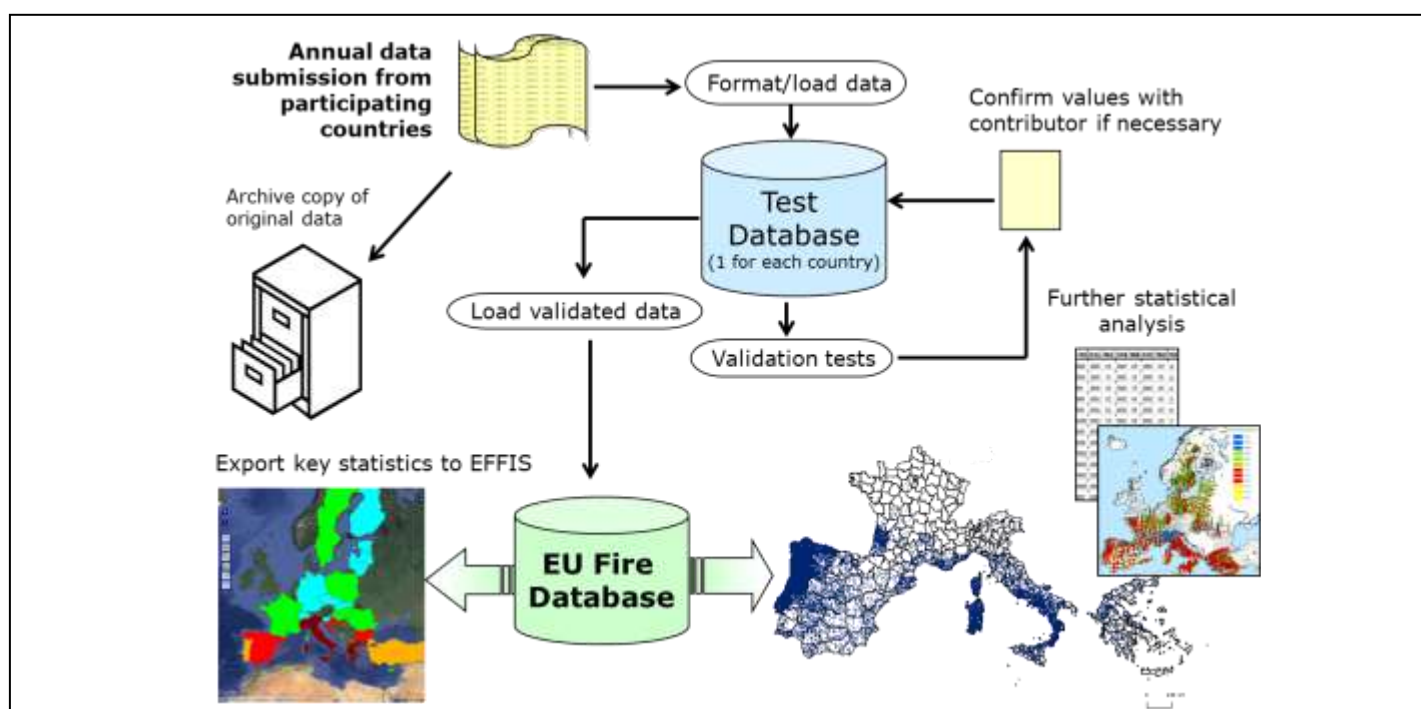 Annual data
submission from
participating
countries
Format/load data
Confirm values with
contributor if necessary
Archive copy of
original data
Test
Database
(1 for each country)
Load validated data
Validation tests
Further statistical
analysis
Export key statistics to EFFIS
EU Fire
Database